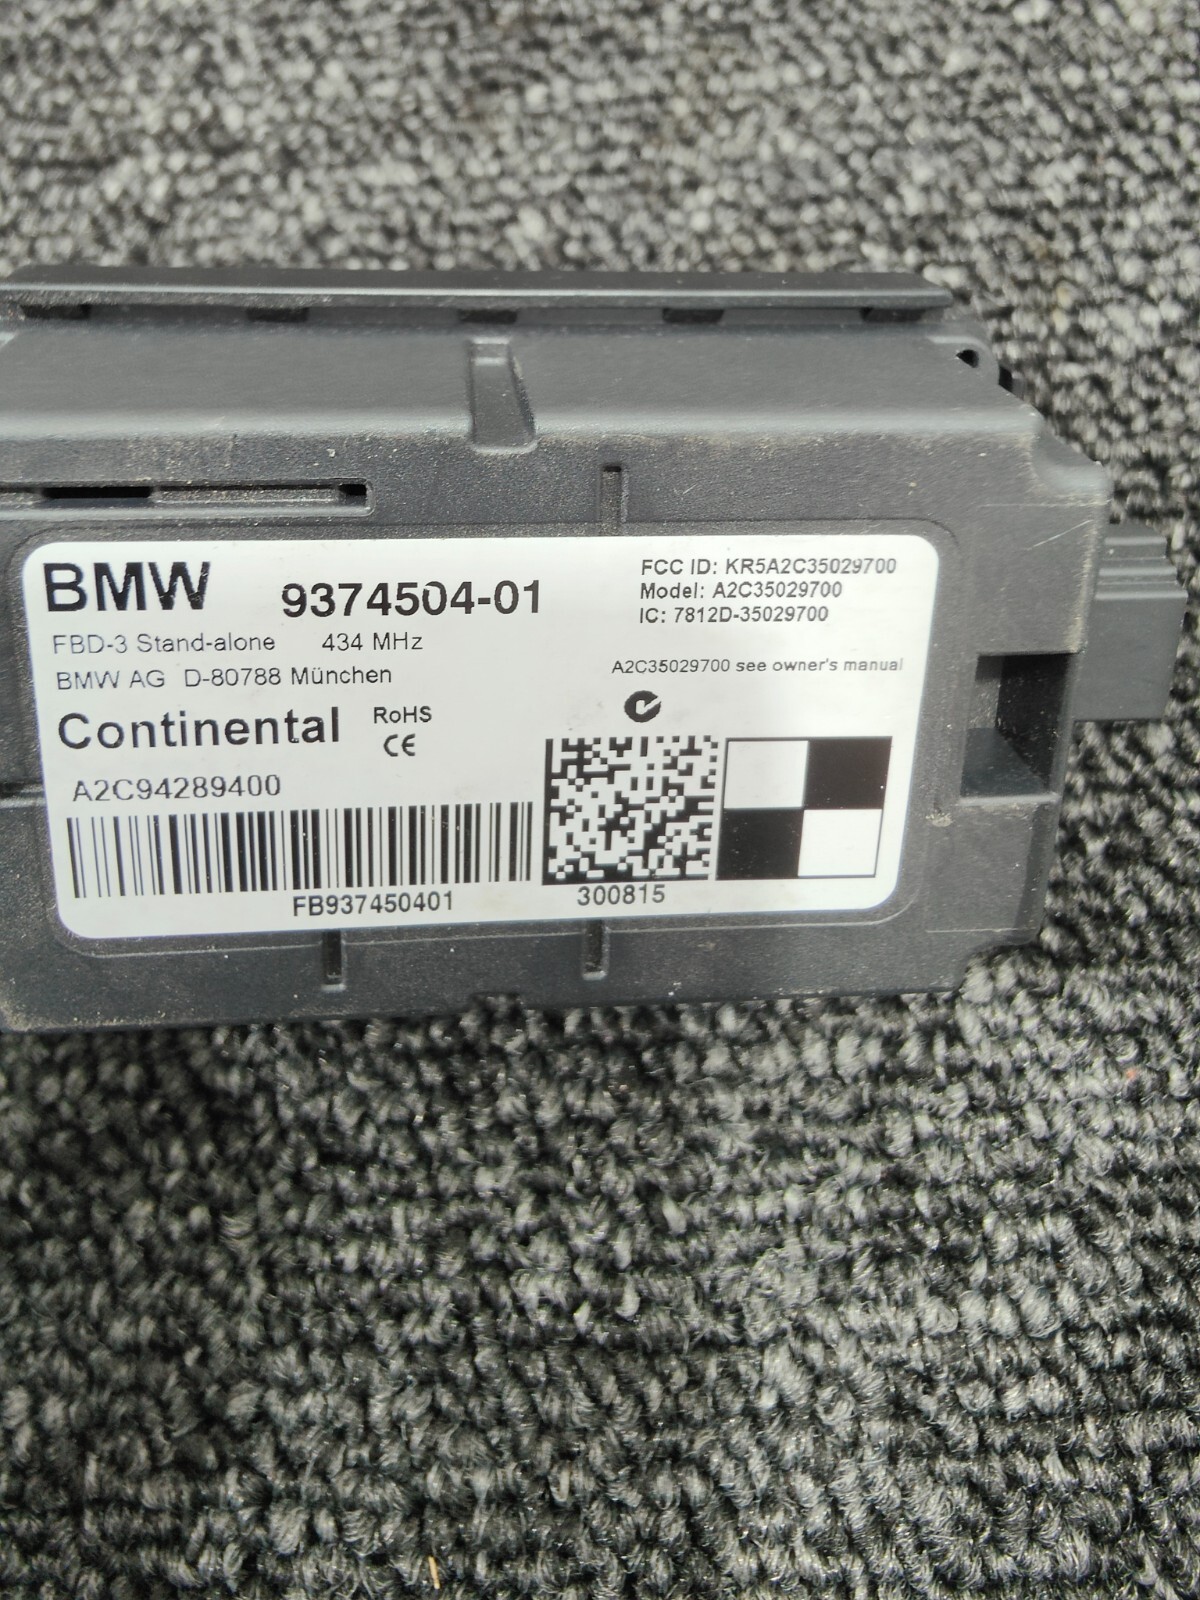 BMW 9374504-01
FBD-3 Stand-alone 434 MHz
BMW AG D-80788 München
Continental RoHS
CE
A2C94289400
FB937450401
FCC ID: KR5A2C35029700
Model: A2C35029700
IC: 7812D-35029700
A2C35029700 see owner's manual
300815